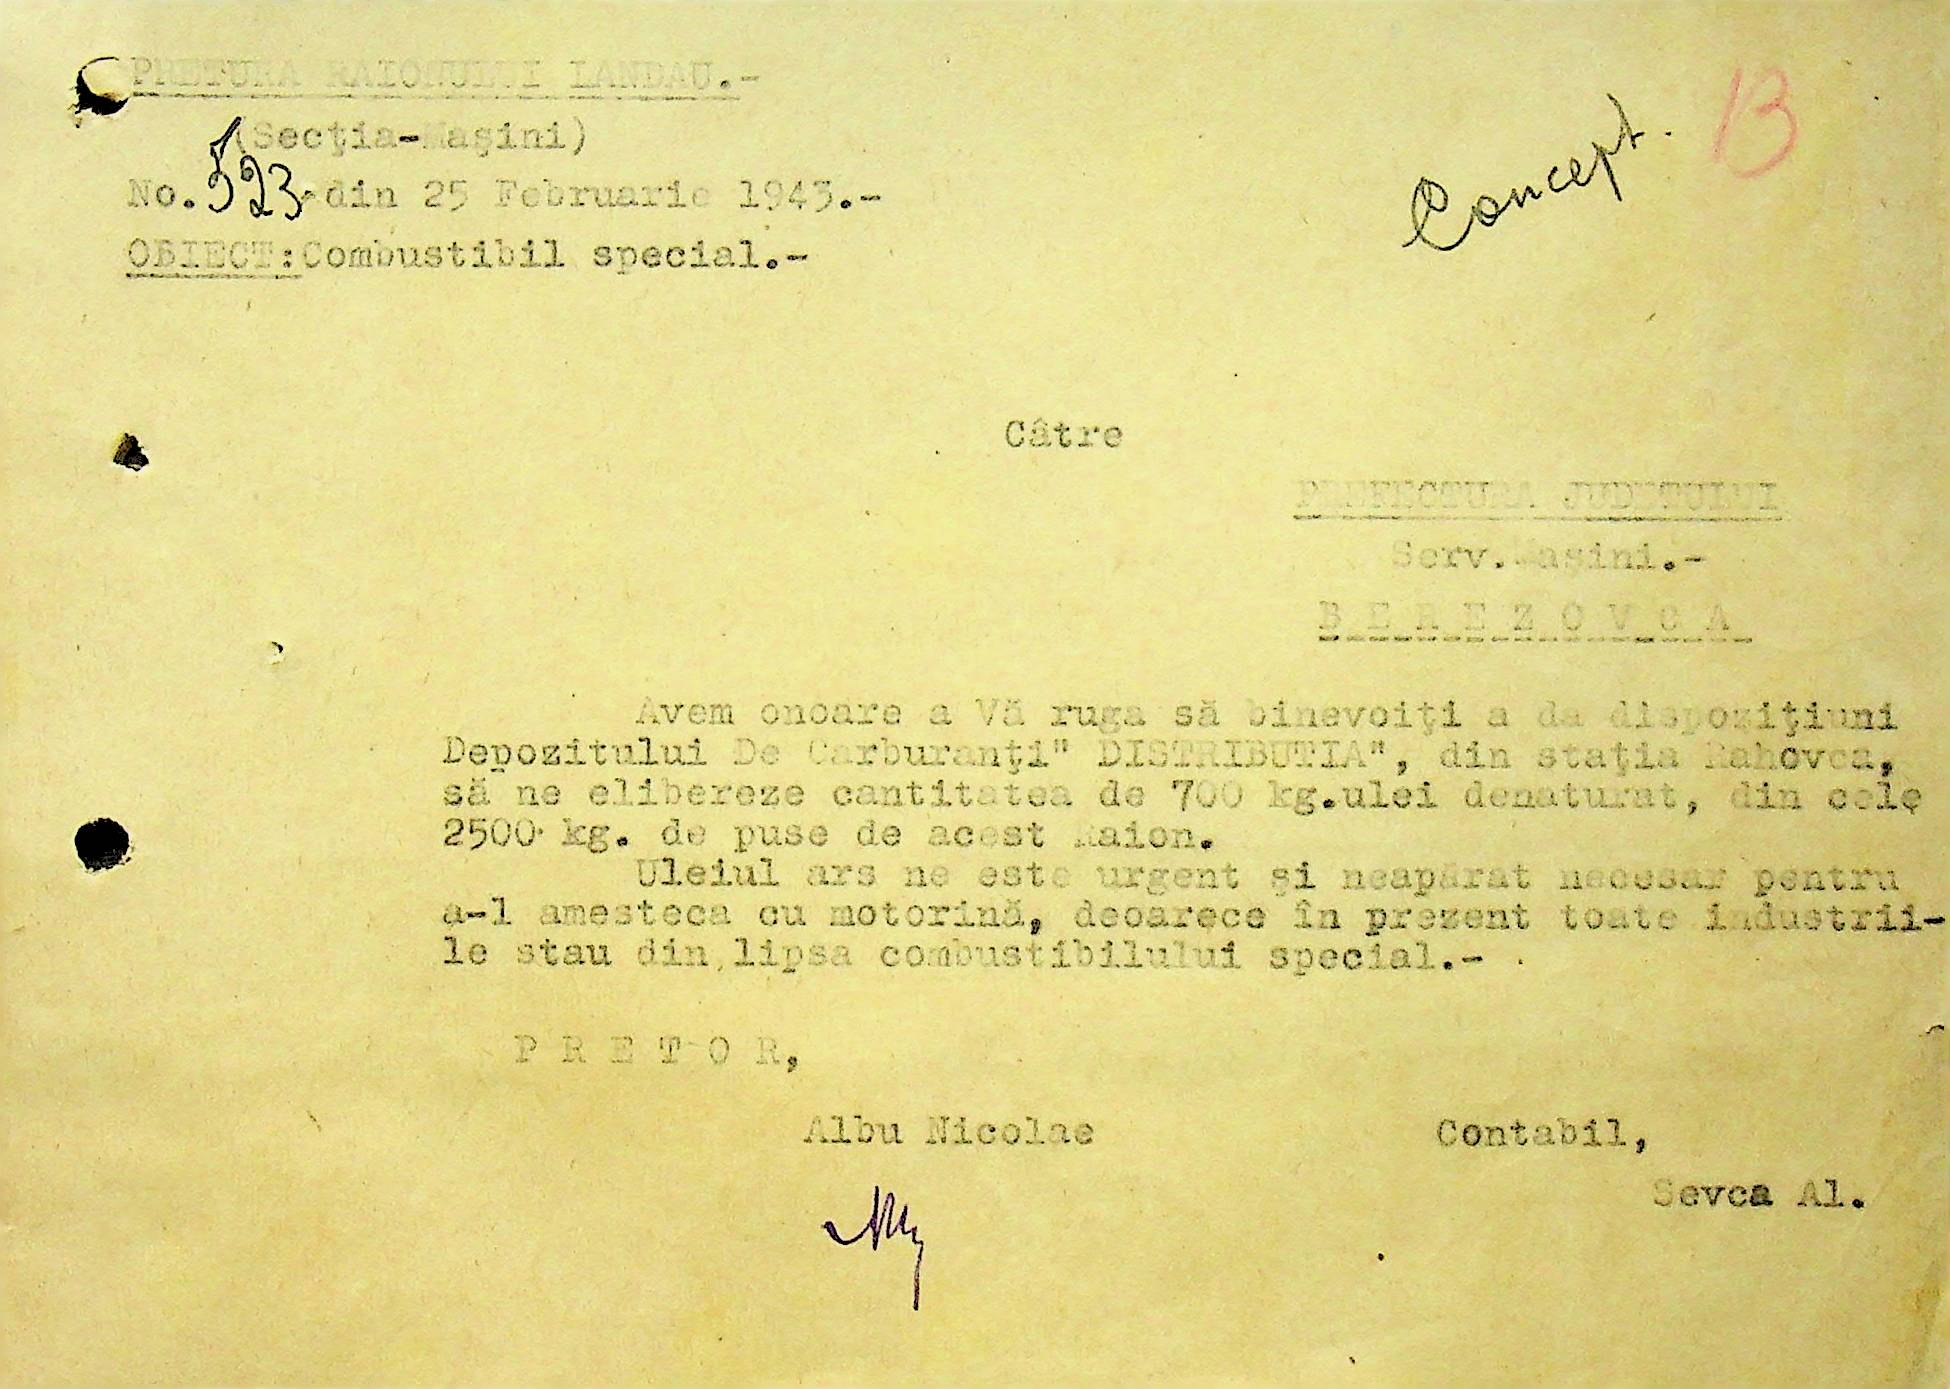 PRETURA RAIONULUI LANDAU.-
(Secţia-Maşini)
No. 523. din 25 Februarie 1943.-
OBIECT:Combustibil special.-
Concept.
13
Câtre
PREFECTURA JUDETULUI
Serv.Maşini.-
B E R E Z O V C A
Avem onoare a Vă ruga să binevoiţi a da dispoziţiuni
Depozitului De Carburanţi" DISTRIBUTIA", din staţia Rahovca,
să ne elibereze cantitatea de 700 kg.ulei denaturat, din cele
2500 kg. de puse de acest Raion.
Uleiul ars ne este urgent şi neapărat necesar pentru
a-l amesteca cu motorină, deoarece în prezent toate industrii-
le stau din lipsa combustibilului special.-
P R E T O R,
Albu Nicolae
Contabil,
Sevca Al.